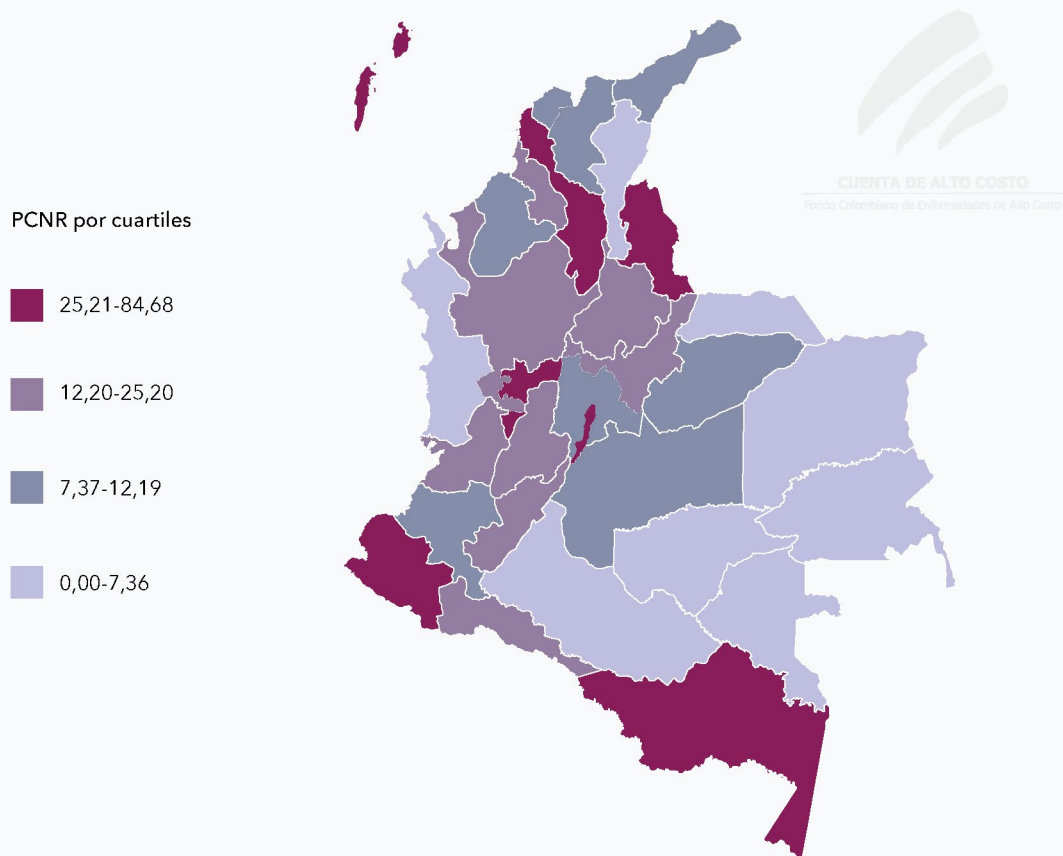 CUENTA DE ALTO COSTO
Fondo Colombiano de Enfermedades de Alto Costo
PCNR por cuartiles
25,21-84,68
12,20-25,20
7,37-12,19
0,00-7,36